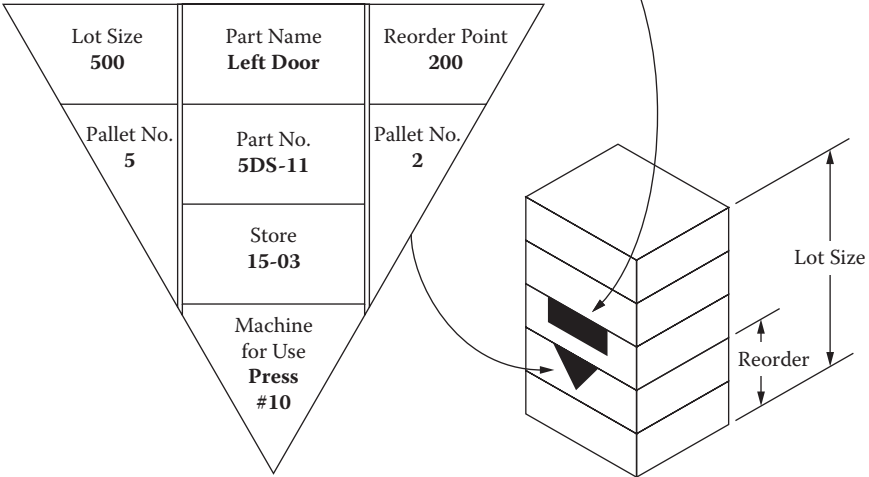 Lot Size
500
Part Name
Left Door
Reorder Point
200
Pallet No.
5
Part No.
5DS-11
Pallet No.
2
Store
15-03
Machine
for Use
Press
#10
Lot Size
Reorder